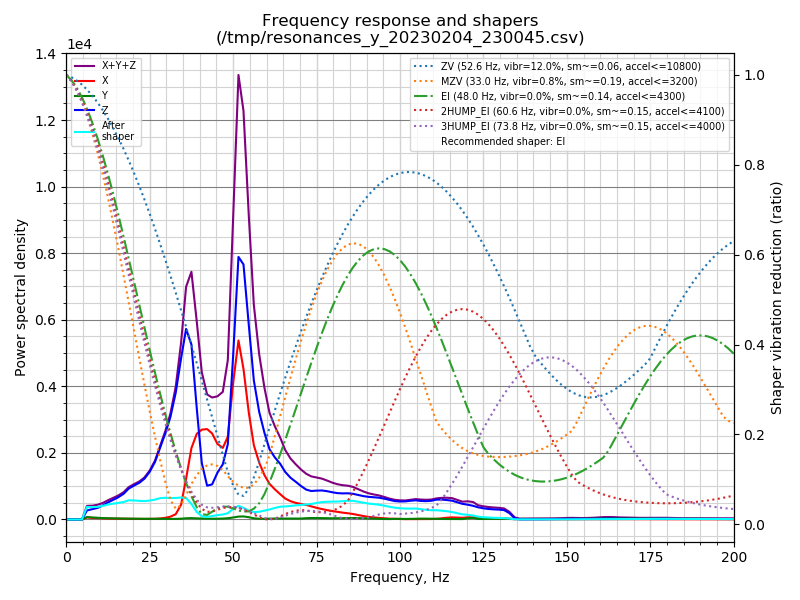 Frequency response and shapers
(/tmp/resonances_y_20230204_230045.csv)
1e4
X+Y+Z
X
Y
Z
After
shaper
ZV (52.6 Hz, vibr=12.0%, sm~=0.06, accel<=10800)
MZV (33.0 Hz, vibr=0.8%, sm~=0.19, accel<=3200)
EI (48.0 Hz, vibr=0.0%, sm~=0.14, accel<=4300)
2HUMP_EI (60.6 Hz, vibr=0.0%, sm~=0.15, accel<=4100)
3HUMP_EI (73.8 Hz, vibr=0.0%, sm~=0.15, accel<=4000)
Recommended shaper: EI
Power spectral density
1.4
1.2
1.0
0.8
0.6
0.4
0.2
0.0
Shaper vibration reduction (ratio)
1.0
0.8
0.6
0.4
0.2
0.0
0 25 50 75 100 125 150 175 200
Frequency, Hz